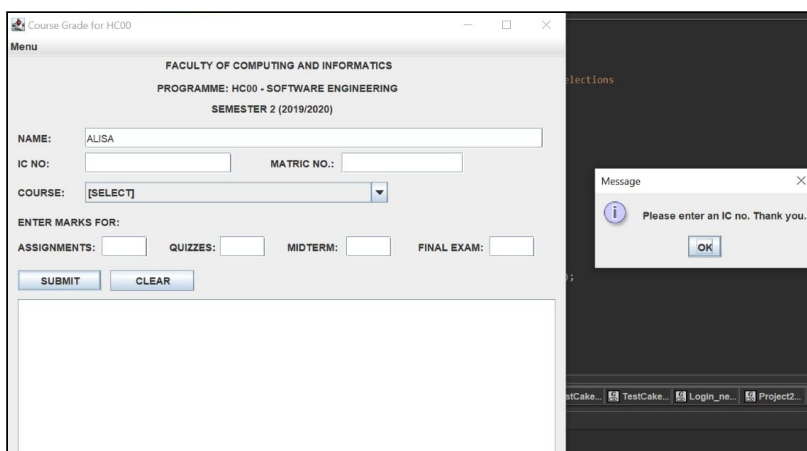 Course Grade for HC00
Menu
FACULTY OF COMPUTING AND INFORMATICS
PROGRAMME: HC00 - SOFTWARE ENGINEERING
SEMESTER 2 (2019/2020)
NAME: ALISA
IC NO: MATRIC NO.:
COURSE: [SELECT]
ENTER MARKS FOR:
ASSIGNMENTS: QUIZZES: MIDTERM: FINAL EXAM:
SUBMIT CLEAR
elections
Message
Please enter an IC no. Thank you.
OK
);
stCake... TestCake... Login_ne... Project2...